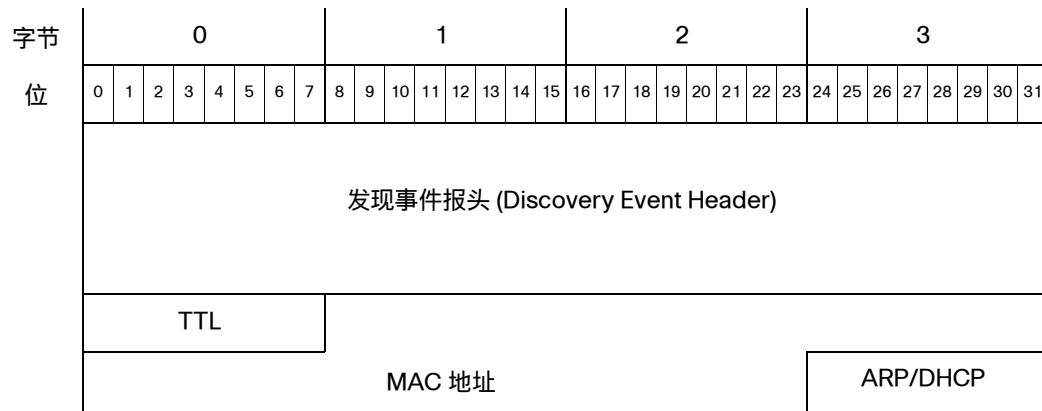 字节 0 1 2 3
位 0 1 2 3 4 5 6 7 8 9 10 11 12 13 14 15 16 17 18 19 20 21 22 23 24 25 26 27 28 29 30 31
发现事件报头 (Discovery Event Header)
TTL
MAC 地址 ARP/DHCP